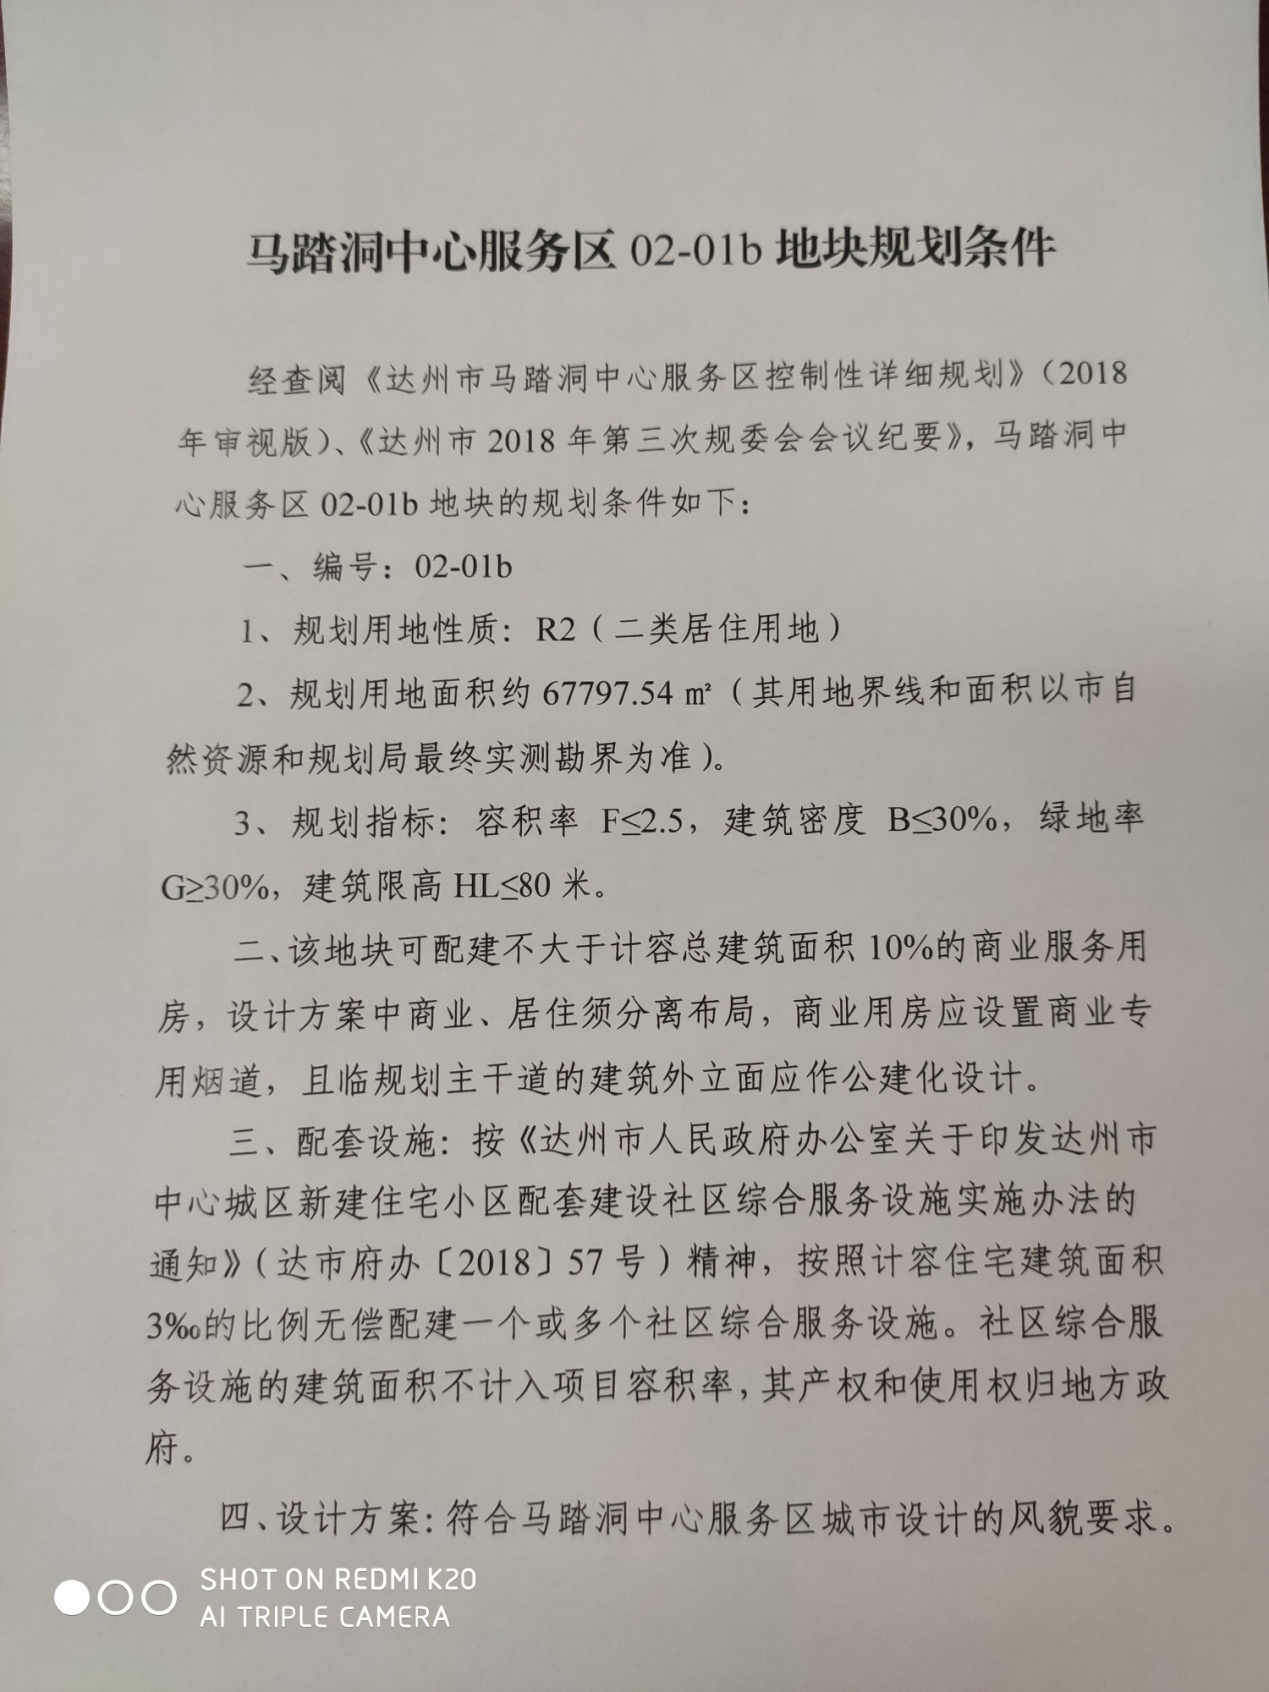 马踏洞中心服务区 02-01b 地块规划条件
经查阅《达州市马踏洞中心服务区控制性详细规划》（2018
年审视版）、《达州市 2018 年第三次规委会会议纪要》，马踏洞中
心服务区 02-01b 地块的规划条件如下：
一、编号：02-01b
1、规划用地性质：R2（二类居住用地）
2、规划用地面积约 67797.54 ㎡（其用地界线和面积以市自
然资源和规划局最终实测勘界为准）。
3、规划指标：容积率 F≤2.5，建筑密度 B≤30%，绿地率
G≥30%，建筑限高 HL≤80 米。
二、该地块可配建不大于计容总建筑面积 10%的商业服务用
房，设计方案中商业、居住须分离布局，商业用房应设置商业专
用烟道，且临规划主干道的建筑外立面应作公建化设计。
三、配套设施：按《达州市人民政府办公室关于印发达州市
中心城区新建住宅小区配套建设社区综合服务设施实施办法的
通知》（达市府办〔2018〕57 号）精神，按照计容住宅建筑面积
3‰的比例无偿配建一个或多个社区综合服务设施。社区综合服
务设施的建筑面积不计入项目容积率，其产权和使用权归地方政
府。
四、设计方案：符合马踏洞中心服务区城市设计的风貌要求。
SHOT ON REDMI K20
AI TRIPLE CAMERA